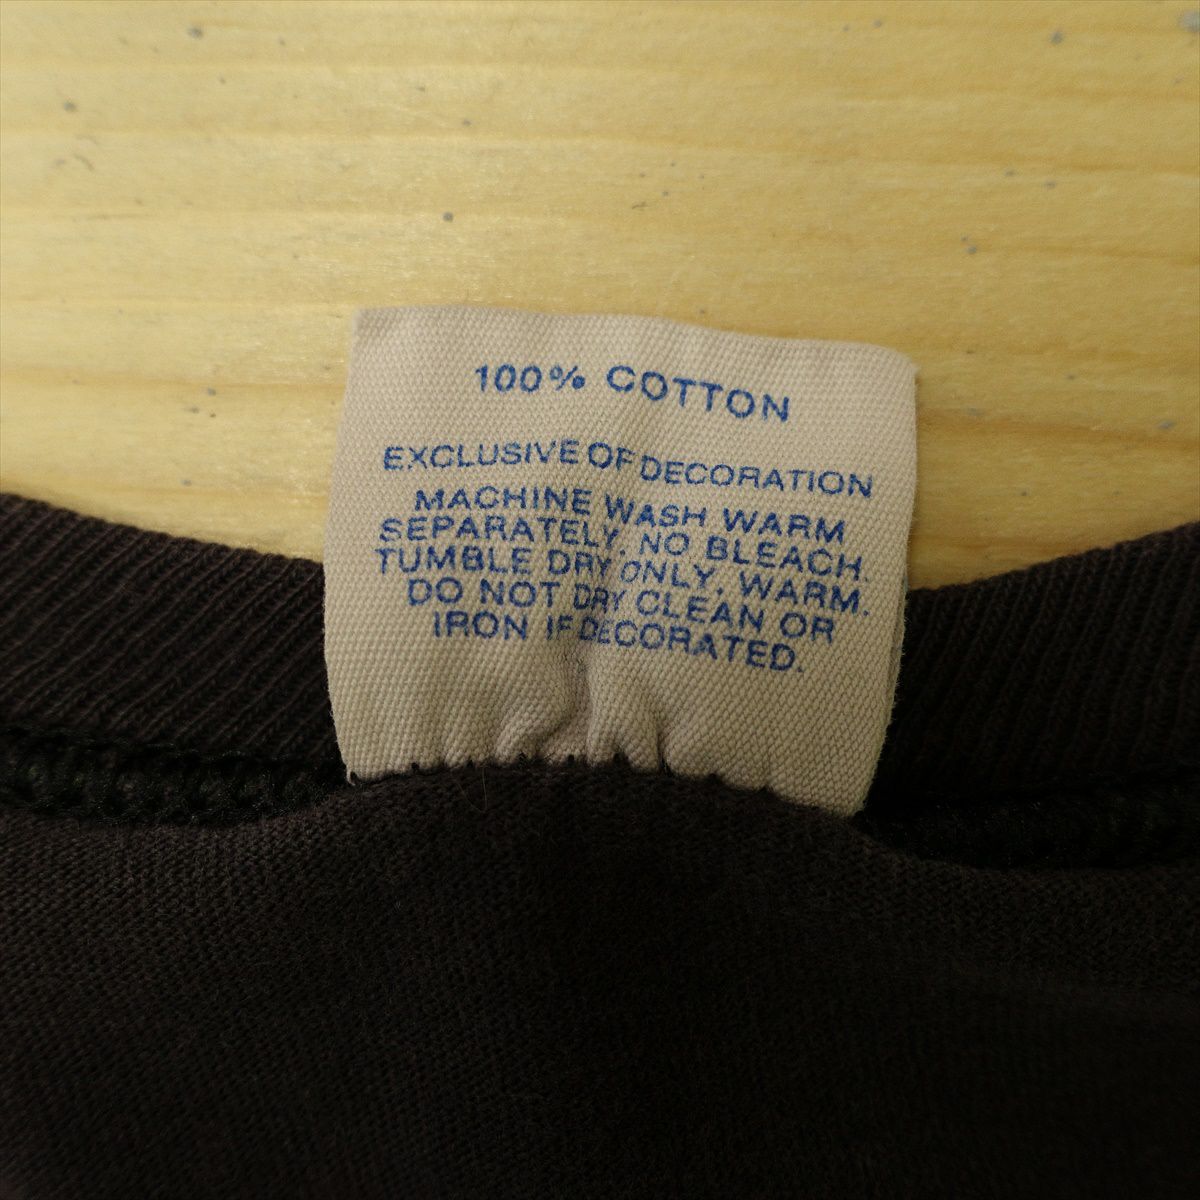 100% COTTON
EXCLUSIVE OF DECORATION
MACHINE WASH WARM
SEPARATELY. NO BLEACH.
TUMBLE DRY ONLY, WARM.
DO NOT DRY CLEAN OR
IRON IF DECORATED.